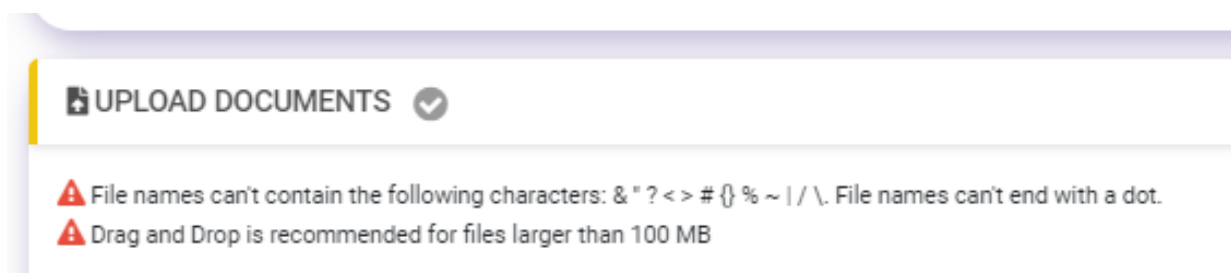 UPLOAD DOCUMENTS
File names can't contain the following characters: & " ? < > # {} % ~ | / \. File names can't end with a dot.
Drag and Drop is recommended for files larger than 100 MB